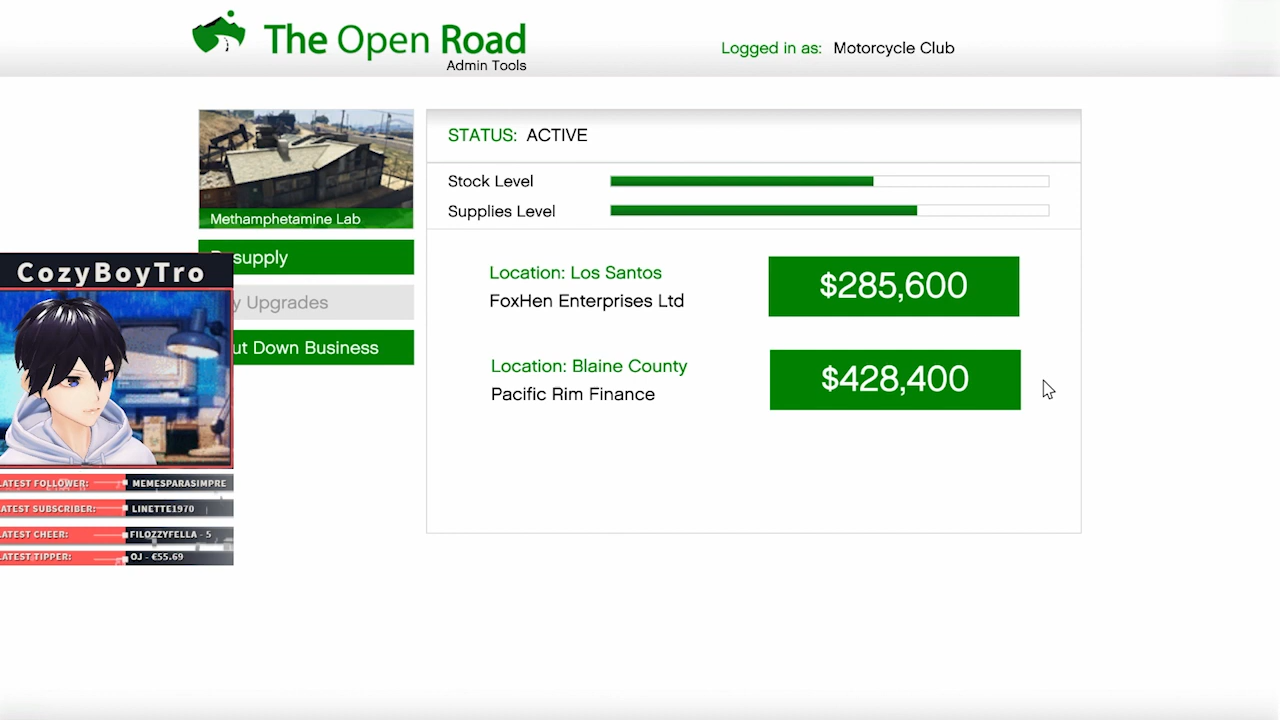 The Open Road
Admin Tools
Logged in as: Motorcycle Club
Methamphetamine Lab
supply
Upgrades
ut Down Business
STATUS: ACTIVE
Stock Level
Supplies Level
Location: Los Santos
FoxHen Enterprises Ltd
$285,600
Location: Blaine County
Pacific Rim Finance
$428,400
CozyBoyTro
LATEST FOLLOWER: MEMESPARASIMPRE
ATEST SUBSCRIBER: LINETTE1970
LATEST CHEER: FILOZZYFELLA - 5
LATEST TIPPER: OJ - €55.69